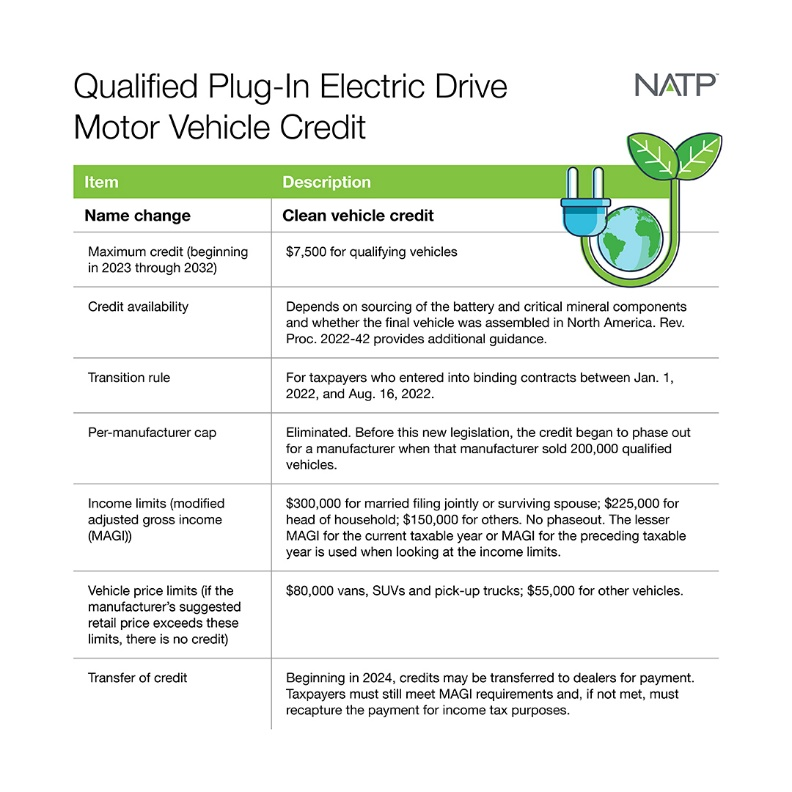 Qualified Plug-In Electric Drive
Motor Vehicle Credit
NATP™
Item
Description
Name change
Clean vehicle credit
Maximum credit (beginning
in 2023 through 2032)
$7,500 for qualifying vehicles
Credit availability
Depends on sourcing of the battery and critical mineral components
and whether the final vehicle was assembled in North America. Rev.
Proc. 2022-42 provides additional guidance.
Transition rule
For taxpayers who entered into binding contracts between Jan. 1,
2022, and Aug. 16, 2022.
Per-manufacturer cap
Eliminated. Before this new legislation, the credit began to phase out
for a manufacturer when that manufacturer sold 200,000 qualified
vehicles.
Income limits (modified
adjusted gross income
(MAGI))
$300,000 for married filing jointly or surviving spouse; $225,000 for
head of household; $150,000 for others. No phaseout. The lesser
MAGI for the current taxable year or MAGI for the preceding taxable
year is used when looking at the income limits.
Vehicle price limits (if the
manufacturer's suggested
retail price exceeds these
limits, there is no credit)
$80,000 vans, SUVs and pick-up trucks; $55,000 for other vehicles.
Transfer of credit
Beginning in 2024, credits may be transferred to dealers for payment.
Taxpayers must still meet MAGI requirements and, if not met, must
recapture the payment for income tax purposes.